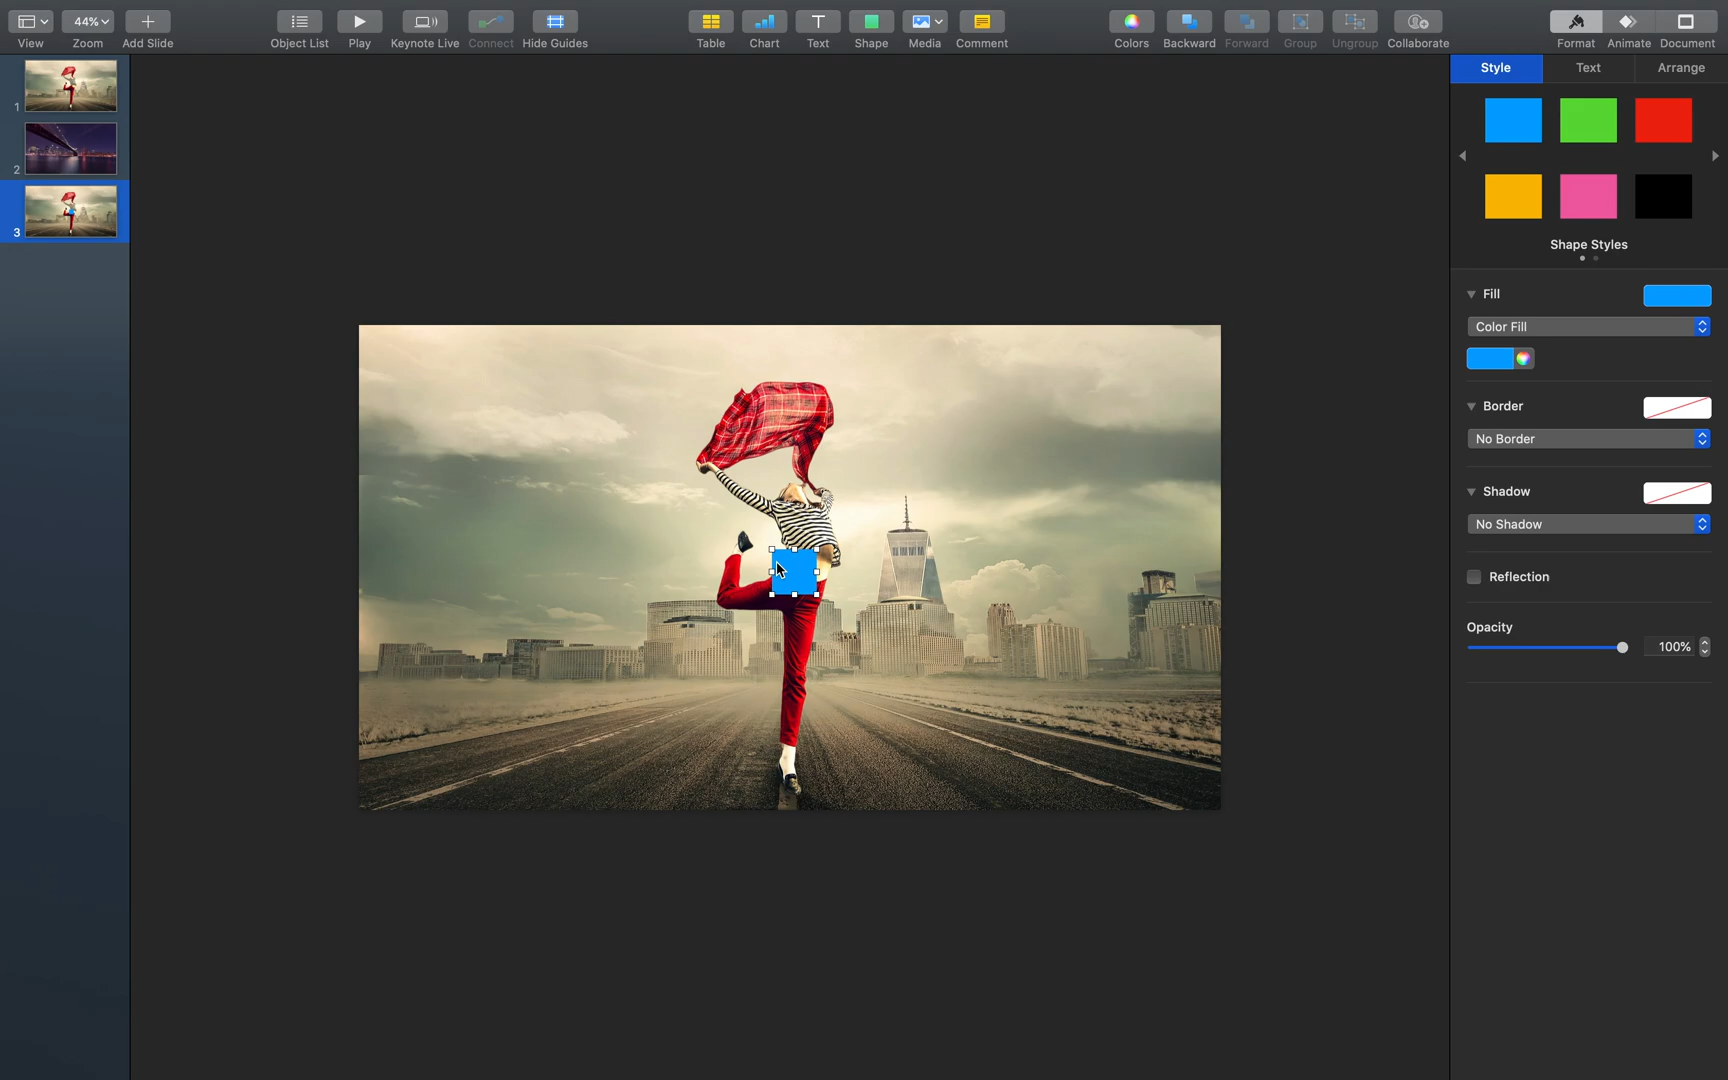 View
44%
Zoom
Add Slide
Object List
Play
Keynote Live
Connect
Hide Guides
Table
Chart
Text
Shape
Media
Comment
Colors
Backward
Forward
Group
Ungroup
Collaborate
Format
Animate
Document
1
2
3
Style
Text
Arrange
Shape Styles
Fill
Color Fill
Border
No Border
Shadow
No Shadow
Reflection
Opacity
100%